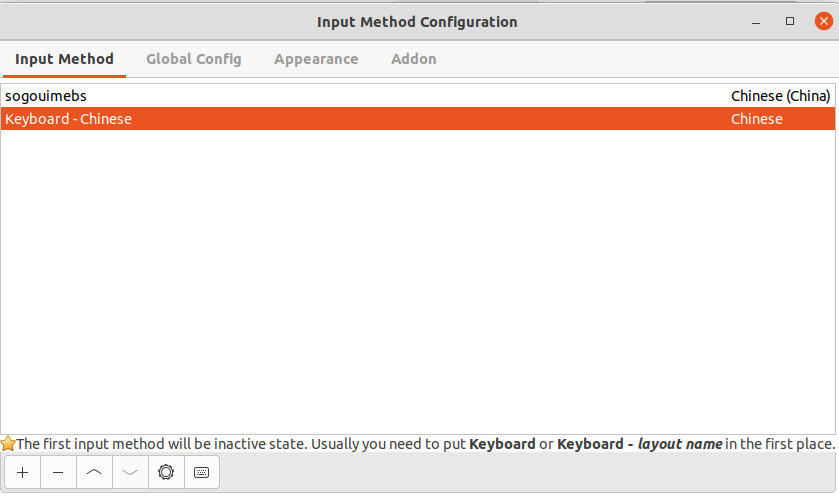 Input Method Configuration
Input Method Global Config Appearance Addon
sogouimebs Chinese (China)
Keyboard - Chinese Chinese
The first input method will be inactive state. Usually you need to put Keyboard or Keyboard - layout name in the first place.